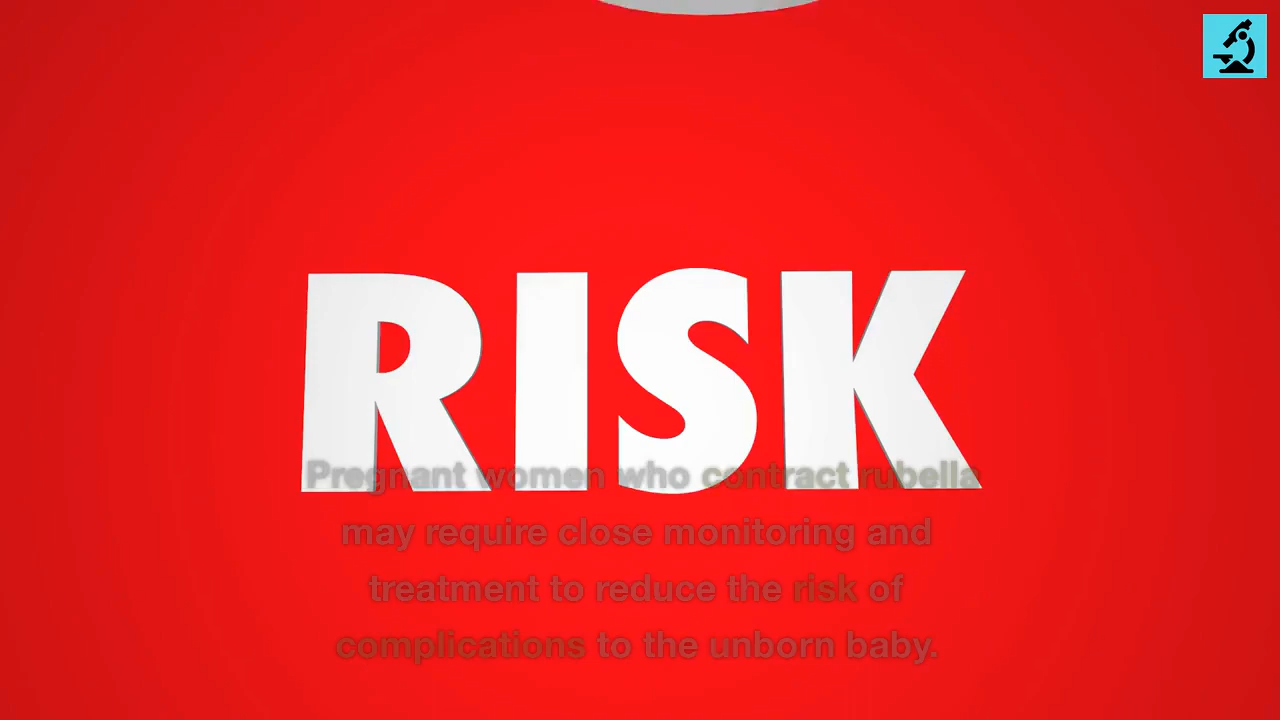 RISK
Pregnant women who contract rubella
may require close monitoring and
treatment to reduce the risk of
complications to the unborn baby.